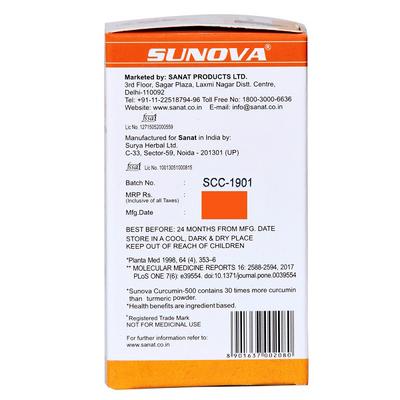 SUNOVA®
Marketed by: SANAT PRODUCTS LTD.
3rd Floor, Sagar Plaza, Laxmi Nagar Distt. Centre,
Delhi-110092
Tel: +91-11-22518794-96 Toll Free No: 1800-3000-6636
Website: www.sanat.co.in E-mail: info@sanat.co.in
fssai
Lic No. 12715052000559
Manufactured for Sanat in India by:
Surya Herbal Ltd.
C-33, Sector-59, Noida - 201301 (UP)
fssai Lic No. 10013051000815
Batch No. : SCC-1901
MRP Rs. :
(Inclusive of all Taxes)
Mfg.Date :
BEST BEFORE: 24 MONTHS FROM MFG. DATE
STORE IN A COOL, DARK & DRY PLACE
KEEP OUT OF REACH OF CHILDREN
*Planta Med 1998, 64 (4), 353–6
** MOLECULAR MEDICINE REPORTS 16: 2588-2594, 2017
PLoS ONE 7(6): e39554. doi:10.1371/journal.pone.0039554
*Sunova Curcumin-500 contains 30 times more curcumin
than turmeric powder.
*Health benefits are ingredient based.
®Registered Trade Mark
NOT FOR MEDICINAL USE
For further information refer to:
www.sanat.co.in
8901637002080